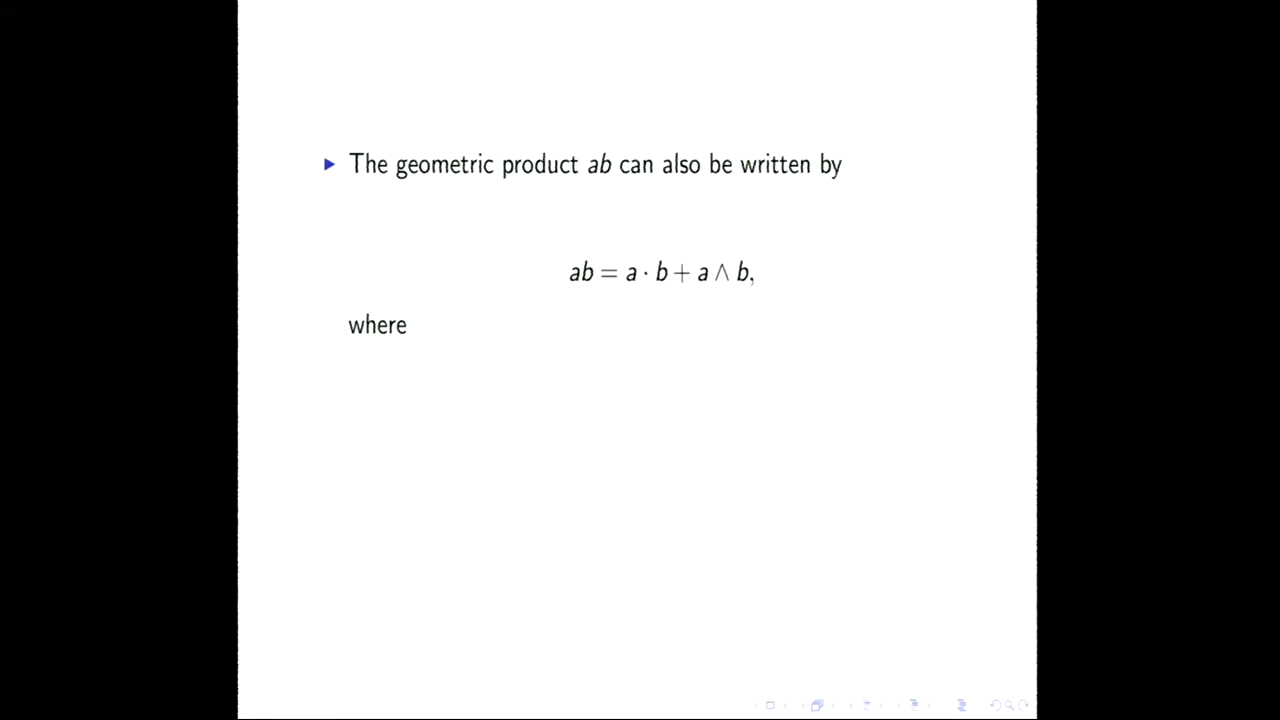 The geometric product ab can also be written by
ab = a · b + a ∧ b,
where